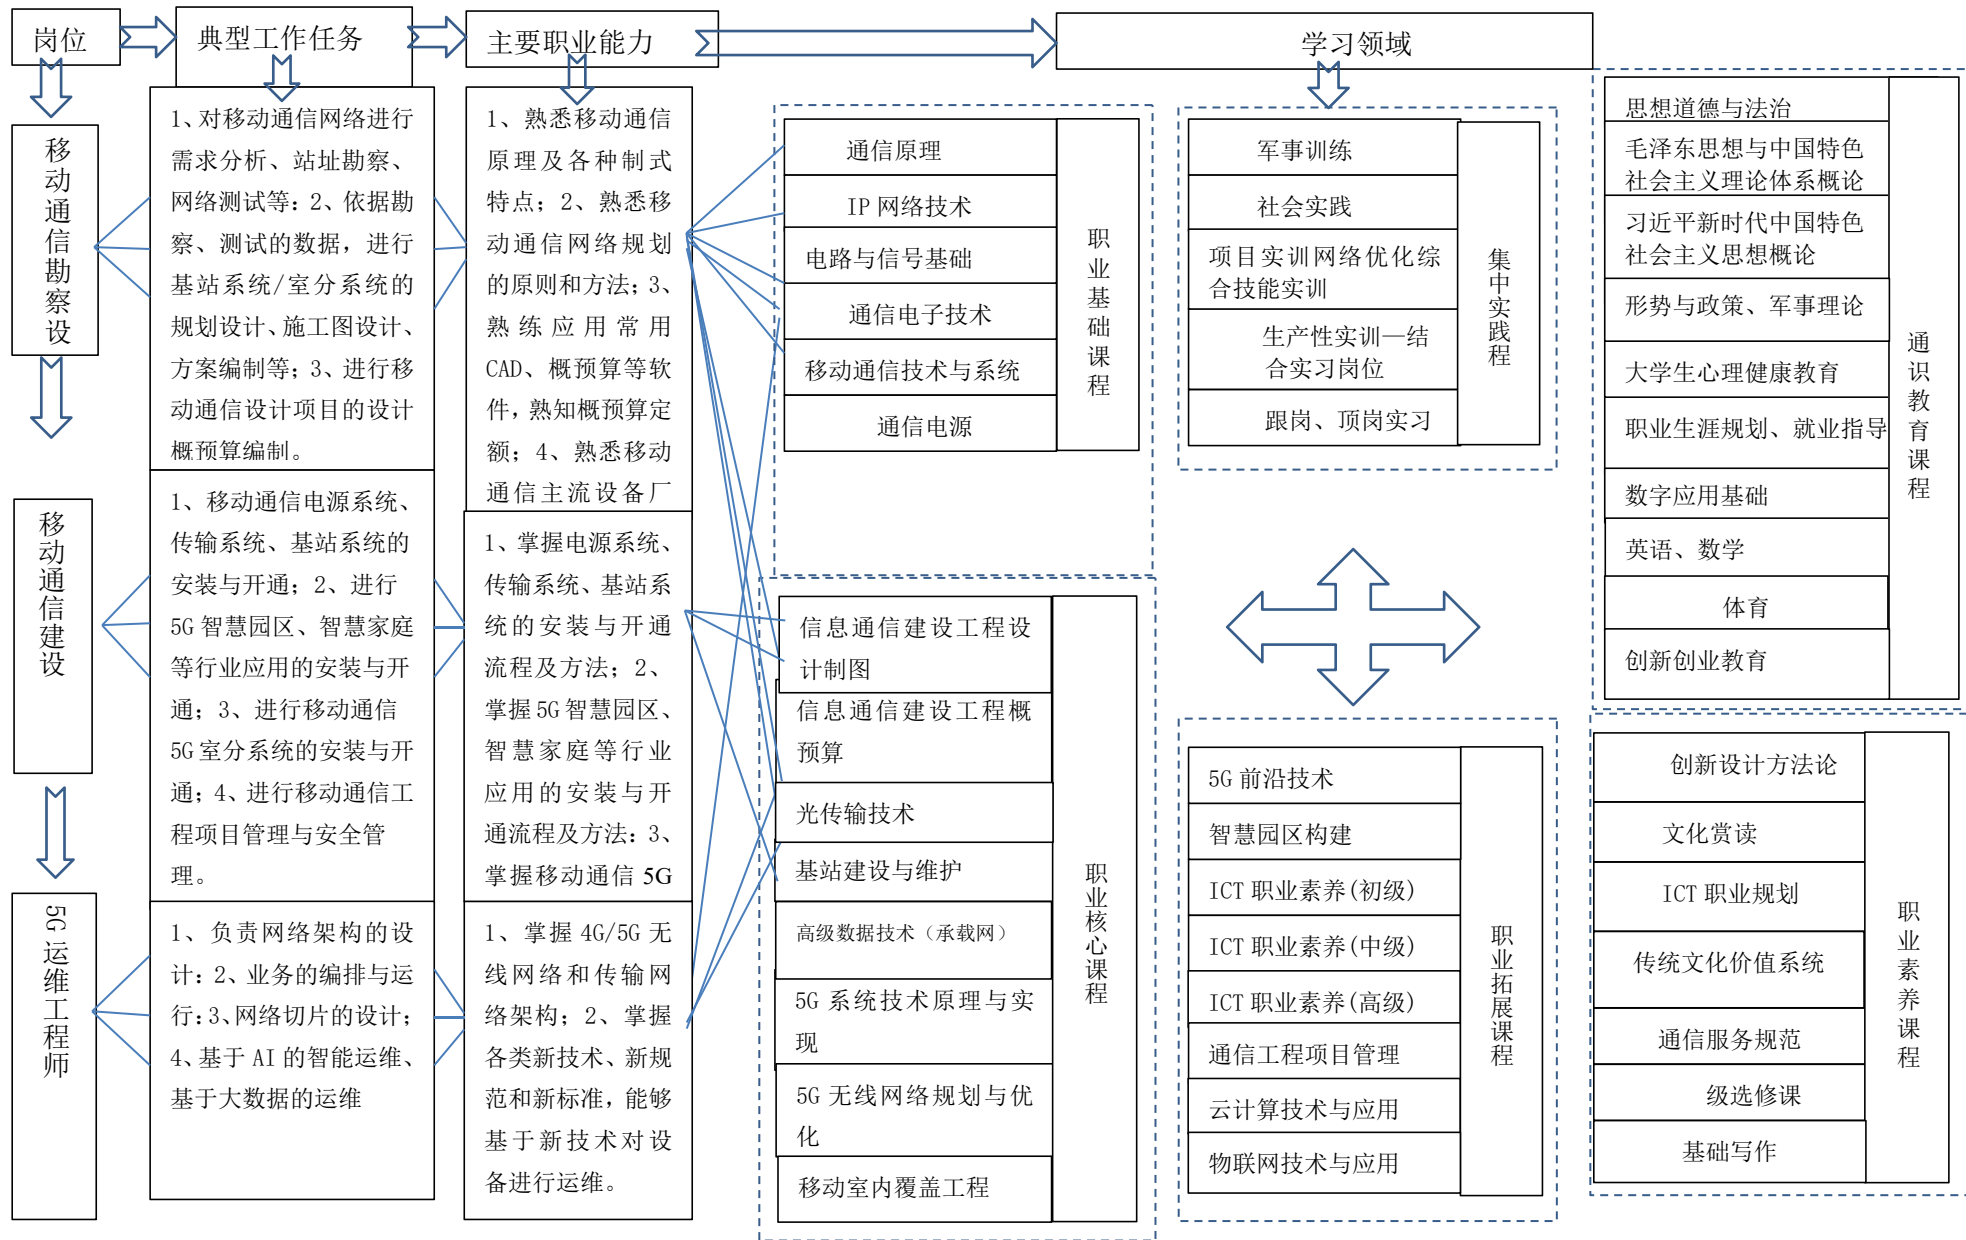 岗位
典型工作任务
主要职业能力
学习领域
移动通信勘察设
1、对移动通信网络进行
需求分析、站址勘察、
网络测试等：2、依据勘
察、测试的数据，进行
基站系统/室分系统的
规划设计、施工图设计、
方案编制等；3、进行移
动通信设计项目的设计
概预算编制。
1、熟悉移动通信
原理及各种制式
特点；2、熟悉移
动通信网络规划
的原则和方法；3、
熟练应用常用
CAD、概预算等软
件，熟知概预算定
额；4、熟悉移动
通信主流设备厂
移动通信建设
1、移动通信电源系统、
传输系统、基站系统的
安装与开通；2、进行
5G智慧园区、智慧家庭
等行业应用的安装与开
通；3、进行移动通信
5G室分系统的安装与开
通；4、进行移动通信工
程项目管理与安全管
理。
1、掌握电源系统、
传输系统、基站系
统的安装与开通
流程及方法；2、
掌握5G智慧园区、
智慧家庭等行业
应用的安装与开
通流程及方法：3、
掌握移动通信5G
5G运维工程师
1、负责网络架构的设
计：2、业务的编排与运
行：3、网络切片的设计；
4、基于AI的智能运维、
基于大数据的运维
1、掌握 4G/5G 无
线网络和传输网
络架构；2、掌握
各类新技术、新规
范和新标准，能够
基于新技术对设
备进行运维。
通信原理
IP网络技术
电路与信号基础
通信电子技术
移动通信技术与系统
通信电源
职业基础课程
信息通信建设工程设
计制图
信息通信建设工程概
预算
光传输技术
基站建设与维护
高级数据技术（承载网）
5G系统技术原理与实
现
5G无线网络规划与优
化
移动室内覆盖工程
职业核心课程
军事训练
社会实践
项目实训网络优化综
合技能实训
生产性实训—结
合实习岗位
跟岗、顶岗实习
集中实践程
5G前沿技术
智慧园区构建
ICT职业素养(初级)
ICT职业素养(中级)
ICT职业素养(高级)
通信工程项目管理
云计算技术与应用
物联网技术与应用
职业拓展课程
思想道德与法治
毛泽东思想与中国特色
社会主义理论体系概论
习近平新时代中国特色
社会主义思想概论
形势与政策、军事理论
大学生心理健康教育
职业生涯规划、就业指导
数字应用基础
英语、数学
体育
创新创业教育
通识教育课程
创新设计方法论
文化赏读
ICT职业规划
传统文化价值系统
通信服务规范
级选修课
基础写作
职业素养课程